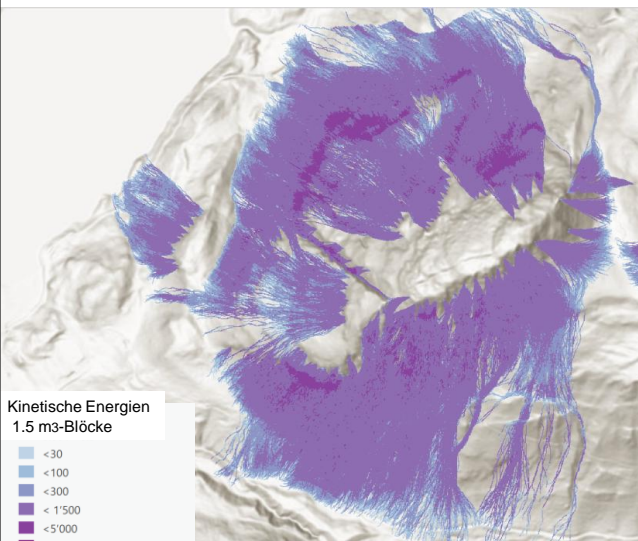 Kinetische Energien
1.5 m3-Blöcke
<30
<100
<300
< 1'500
<5'000